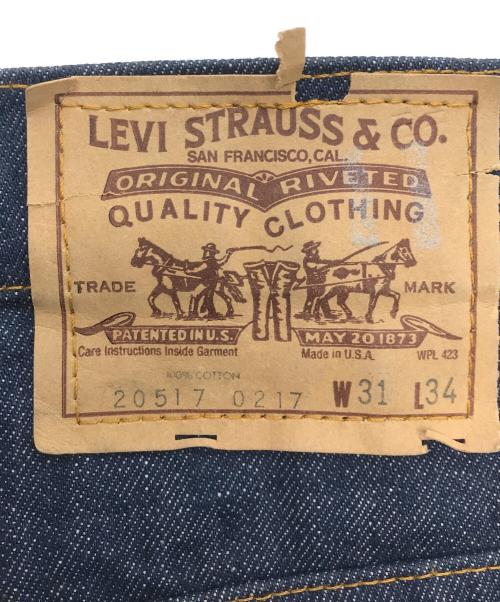 LEVI STRAUSS & CO.
SAN FRANCISCO, CAL.
ORIGINAL RIVETED
QUALITY CLOTHING
TRADE MARK
PATENTED IN U.S. MAY 20 1873
Care Instructions Inside Garment Made in U.S.A. WPL 423
100% COTTON
20517 0217 W31 L34